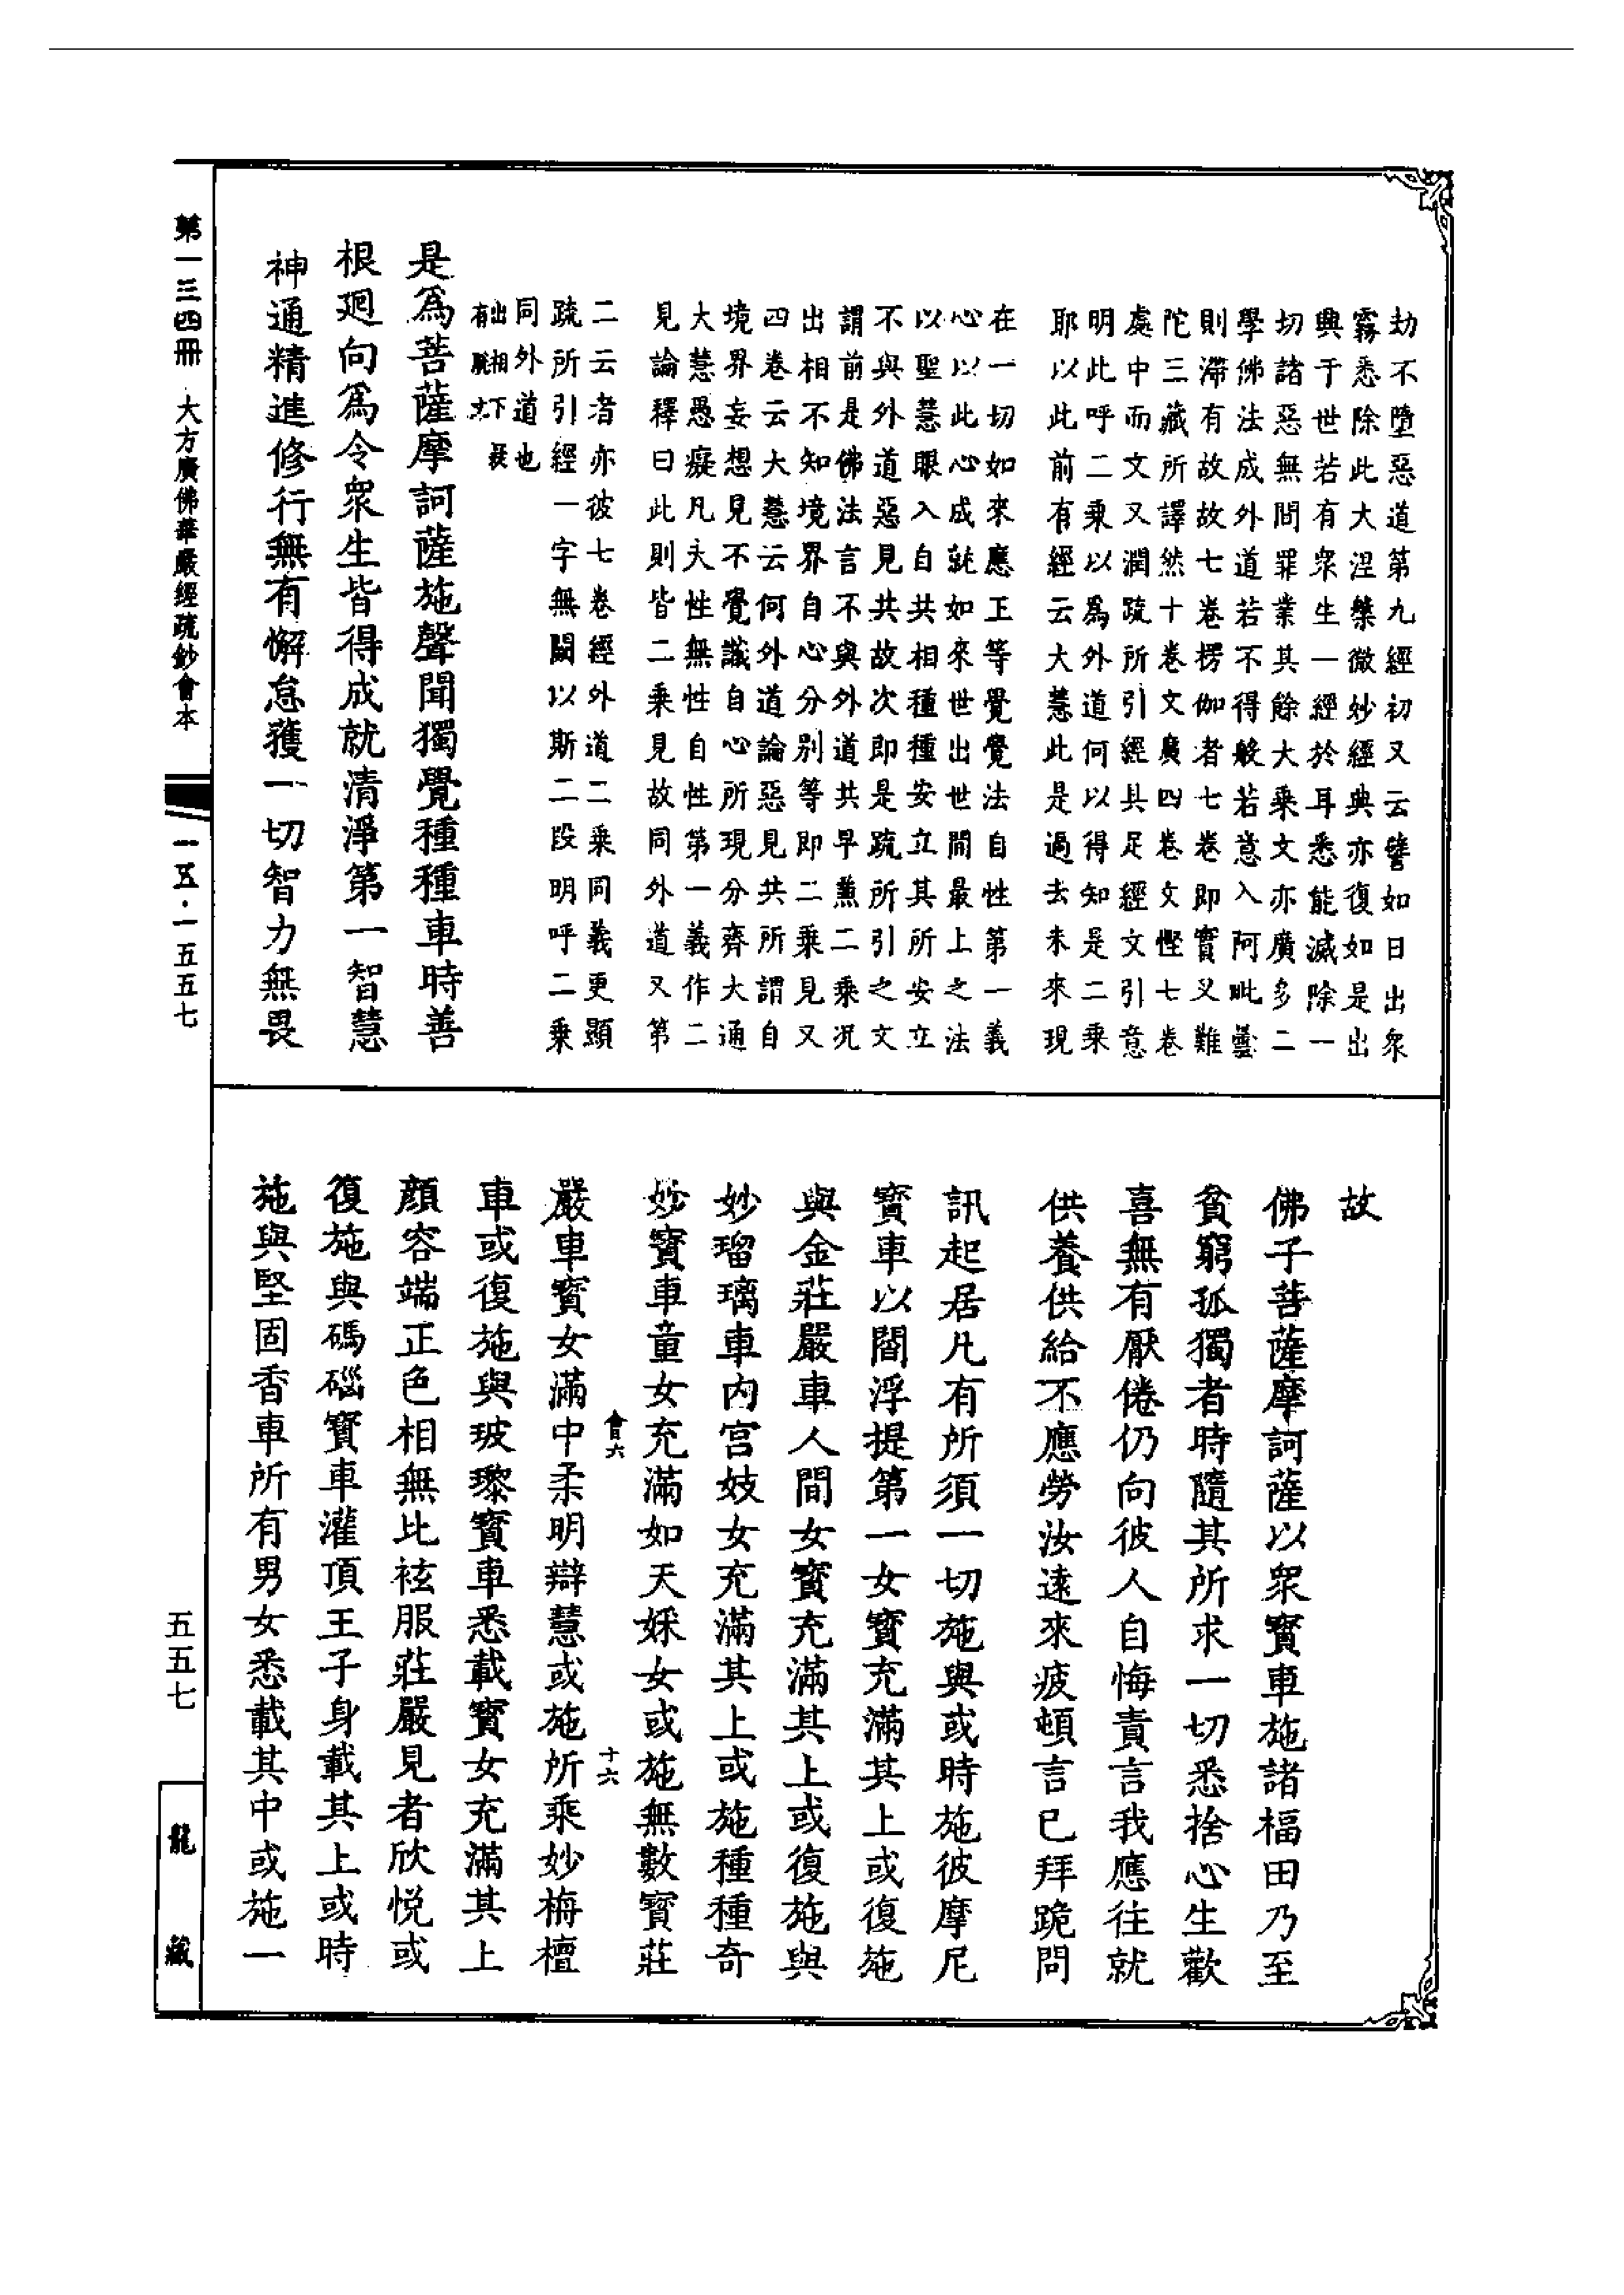 劫不墮惡道第九經初又云譬如日出衆
霧悉除此大涅槃微妙經典亦復如是出
興于世若有衆生一經於耳悉能滅除一
切諸惡無間罪業其餘大乘文亦廣多二
學佛法成外道若不得般若意入阿毗曇
則滯有故故七卷楞伽者七卷即實叉難
陀三藏所譯然十卷文廣四卷文慳七卷
處中而文又潤疏所引經具足經文引意
明此呼二乘以爲外道何以得知是二乘
耶以此前有經云大慧此是過去未來現
在一切如來應正等覺覺法自性第一義
心以此心成就如來世出世間最上之法
以聖慧眼入自共相種種安立其所安立
不與外道惡見共故次即是疏所引之文
謂前是佛法言不與外道共早無二乘況
出相不知境界自心分別等即二乘見又
四卷云大慧云何外道論惡見共所謂自
境界妄想見不覺識自心所現分齊大通
大慧愚癡凡夫性無性自性第一義作二
見論釋曰此則皆二乘見故同外道又第
二云者亦彼七卷經外道二乘同義更顯
疏所引經一字無闕以斯二段明呼二乘
同外道也
出相下
有
是爲菩薩摩訶薩施聲聞獨覺種種車時善
根迴向爲令衆生皆得成就清淨第一智慧
神通精進修行無有懈怠獲一切智力無畏
故
佛子菩薩摩訶薩以衆寶車施諸福田乃至
貧窮孤獨者時隨其所求一切悉捨心生歡
喜無有厭倦仍向彼人自悔責言我應往就
供養供給不應勞汝遠來疲頓言已拜跪問
訊起居凡有所須一切施與或時施彼摩尼
寶車以閻浮提第一女寶充滿其上或復施
與金莊嚴車人間女寶充滿其上或復施與
妙瑠璃車內宮妓女充滿其上或施種種奇
妙寶車童女充滿如天婇女或施無數寶莊
會六
十六
嚴車寶女滿中柔明辯慧或施所乘妙栴檀
車或復施與玻瓈寶車悉載寶女充滿其上
顏容端正色相無比袨服莊嚴見者欣悅或
復施與碼碯寶車灌頂王子身載其上或時
施與堅固香車所有男女悉載其中或施一
第一三四冊 大方廣佛華嚴經疏鈔會本
一五·一五五七
五五七
龍藏